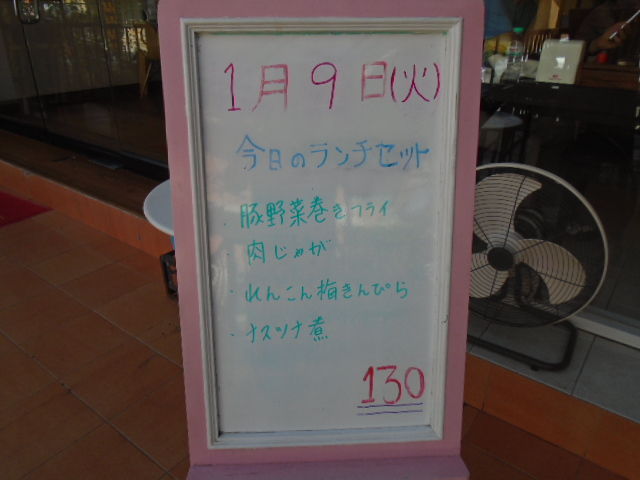 1月9日(火)
今日のランチセット
・豚野菜巻きフライ
・肉じゃが
・れんこん梅きんぴら
・ナスツナ煮
130